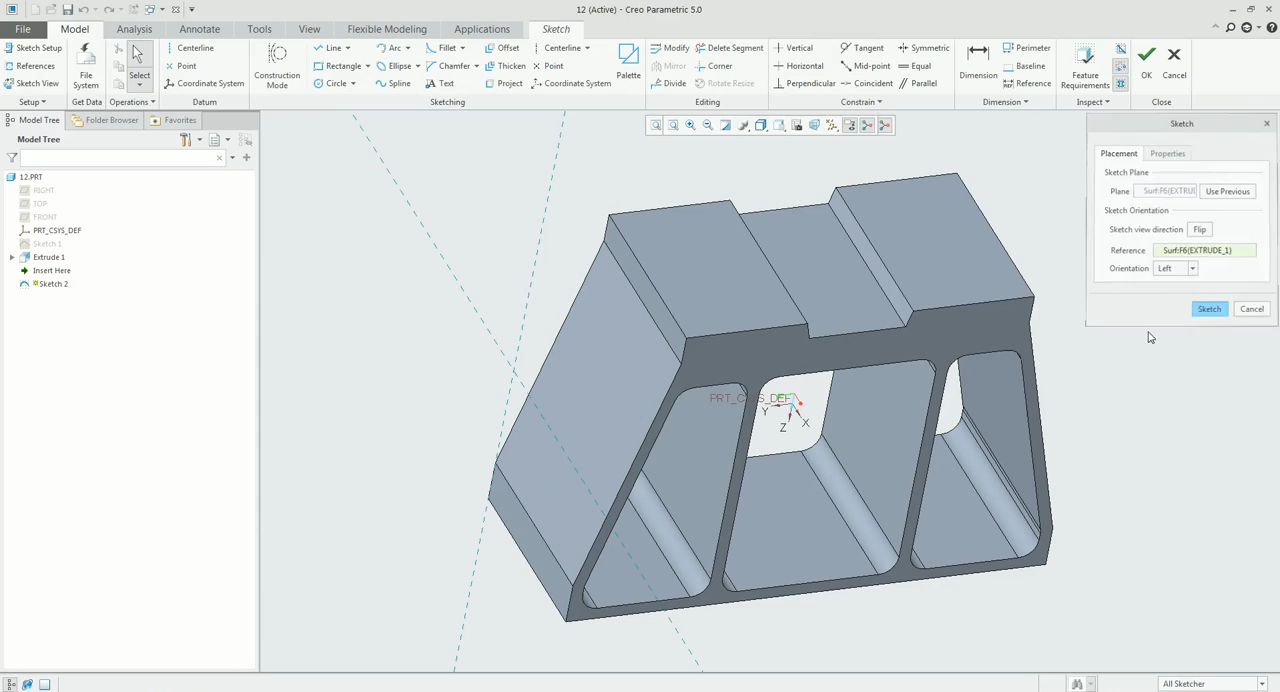 12 (Active) - Creo Parametric 5.0
File Model Analysis Annotate Tools View Flexible Modeling Applications Sketch
Sketch Setup
References
Sketch View
Setup
File System
Get Data
Select
Operations
Centerline
Point
Coordinate System
Datum
Construction Mode
Line Arc Fillet Offset Centerline
Rectangle Ellipse Chamfer Thicken Point
Circle Spline Text Project Coordinate System
Palette
Sketching
Modify Delete Segment
Mirror Corner
Divide Rotate Resize
Editing
Vertical Tangent Symmetric
Horizontal Mid-point Equal
Perpendicular Coincident Parallel
Constrain
Dimension
Perimeter
Baseline
Reference
Dimension
Feature Requirements
Inspect
OK
Cancel
Close
Model Tree Folder Browser Favorites
Model Tree
12.PRT
RIGHT
TOP
FRONT
PRT_CSYS_DEF
Sketch 1
Extrude 1
Insert Here
Sketch 2
PRT_CSYS_DEF
Y
Z
X
Sketch
Placement Properties
Sketch Plane
Plane Surf:F6(EXTRU Use Previous
Sketch Orientation
Sketch view direction Flip
Reference Surf:F6(EXTRUDE_1)
Orientation Left
Sketch Cancel
All Sketcher